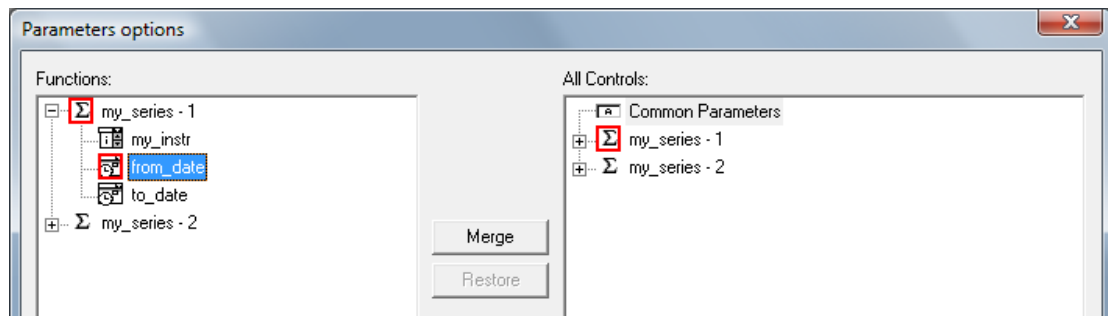 Parameters options
Functions:
Σ my_series - 1
my_instr
from_date
to_date
Σ my_series - 2
Merge
Restore
All Controls:
Common Parameters
Σ my_series - 1
Σ my_series - 2